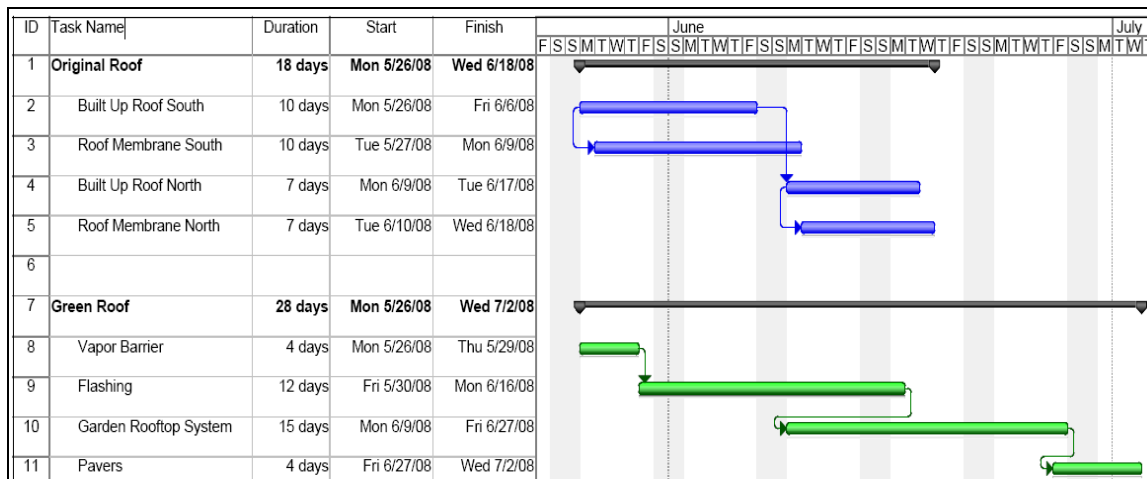 ID Task Name Duration Start Finish June July
F S S M T W T F S S M T W T F S S M T W T F S S M T W T F S S M T W T F S S M T W T
1 Original Roof 18 days Mon 5/26/08 Wed 6/18/08
2 Built Up Roof South 10 days Mon 5/26/08 Fri 6/6/08
3 Roof Membrane South 10 days Tue 5/27/08 Mon 6/9/08
4 Built Up Roof North 7 days Mon 6/9/08 Tue 6/17/08
5 Roof Membrane North 7 days Tue 6/10/08 Wed 6/18/08
6
7 Green Roof 28 days Mon 5/26/08 Wed 7/2/08
8 Vapor Barrier 4 days Mon 5/26/08 Thu 5/29/08
9 Flashing 12 days Fri 5/30/08 Mon 6/16/08
10 Garden Rooftop System 15 days Mon 6/9/08 Fri 6/27/08
11 Pavers 4 days Fri 6/27/08 Wed 7/2/08